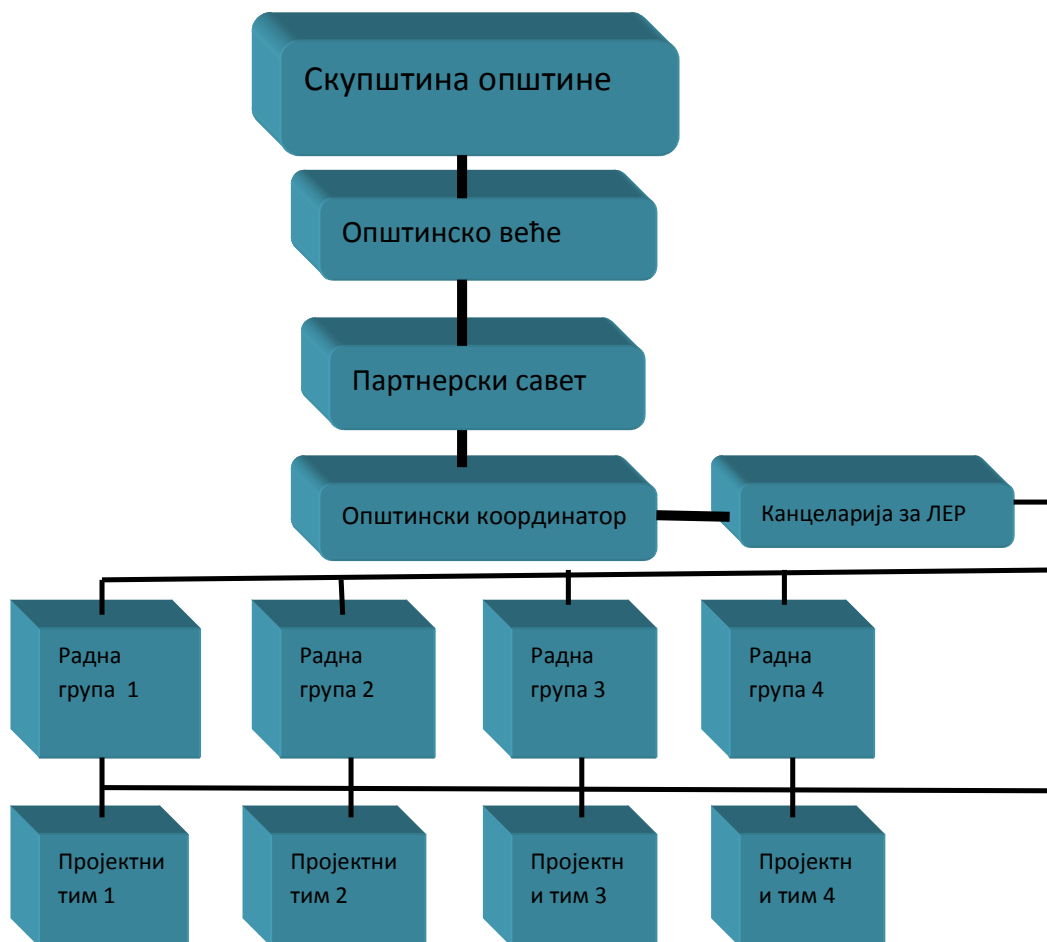 Скупштина општине
Општинско веће
Партнерски савет
Општински координатор
Канцеларија за ЛЕР
Радна
група 1
Радна
група 2
Радна
група 3
Радна
група 4
Пројектни
тим 1
Пројектни
тим 2
Пројектн
и тим 3
Пројектн
и тим 4